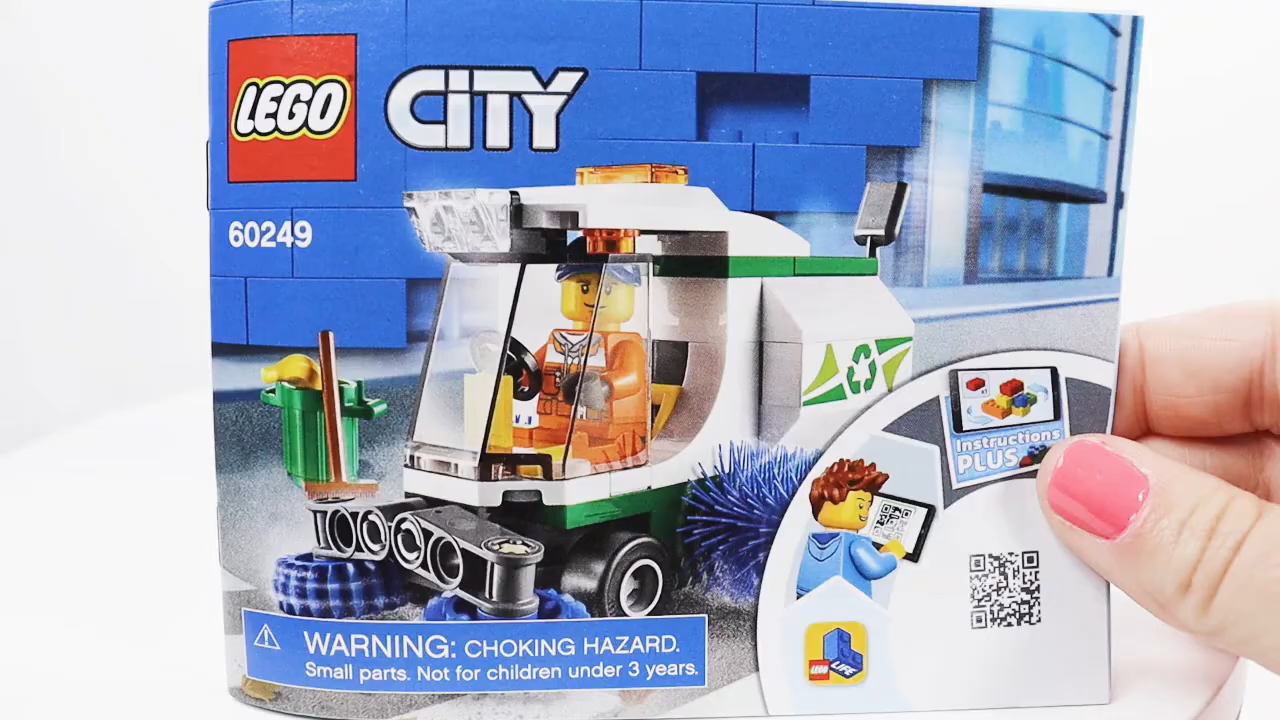 LEGO CITY
60249
Instructions
PLUS
WARNING: CHOKING HAZARD.
Small parts. Not for children under 3 years.
LEGO
LIFE